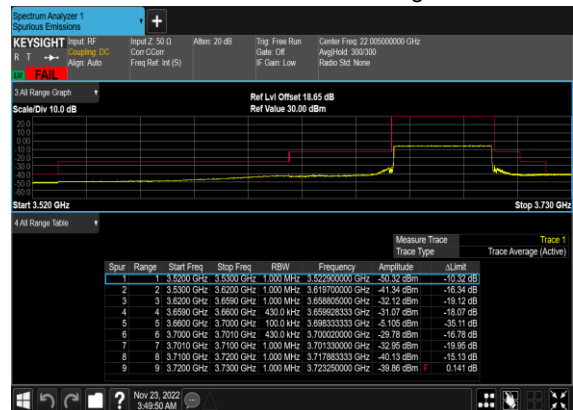 Spectrum Analyzer 1
Spurious Emissions
+
KEYSIGHT Input: RF Input Z: 50 Ω Atten: 20 dB Trig: Free Run Center Freq: 22.005000000 GHz
R T Coupling: DC Corr CCorr Gate: Off Avg|Hold: 300/300
Align: Auto Freq Ref: Int (S) IF Gain: Low Radio Std: None
LW FAIL
3 All Range Graph
Ref Lvl Offset 18.65 dB
Scale/Div 10.0 dB Ref Value 30.00 dBm
20.0
10.0
0.00
-10.0
-20.0
-30.0
-40.0
-50.0
-60.0
Start 3.520 GHz Stop 3.730 GHz
4 All Range Table
Measure Trace Trace 1
Trace Type Trace Average (Active)
Spur Range Start Freq Stop Freq RBW Frequency Amplitude ΔLimit
1 1 3.5200 GHz 3.5300 GHz 1.000 MHz 3.522900000 GHz -50.32 dBm -10.32 dB
2 2 3.5300 GHz 3.6200 GHz 1.000 MHz 3.619700000 GHz -41.34 dBm -16.34 dB
3 3 3.6200 GHz 3.6590 GHz 1.000 MHz 3.658805000 GHz -32.12 dBm -19.12 dB
4 4 3.6590 GHz 3.6600 GHz 430.0 kHz 3.659928333 GHz -31.07 dBm -18.07 dB
5 5 3.6600 GHz 3.7000 GHz 100.0 kHz 3.698333333 GHz -5.105 dBm -35.11 dB
6 6 3.7000 GHz 3.7010 GHz 430.0 kHz 3.700020000 GHz -29.78 dBm -16.78 dB
7 7 3.7010 GHz 3.7100 GHz 1.000 MHz 3.701330000 GHz -32.95 dBm -19.95 dB
8 8 3.7100 GHz 3.7200 GHz 1.000 MHz 3.717883333 GHz -40.13 dBm -15.13 dB
9 9 3.7200 GHz 3.7300 GHz 1.000 MHz 3.723250000 GHz -39.86 dBm F 0.141 dB
? Nov 23, 2022
3:49:50 AM